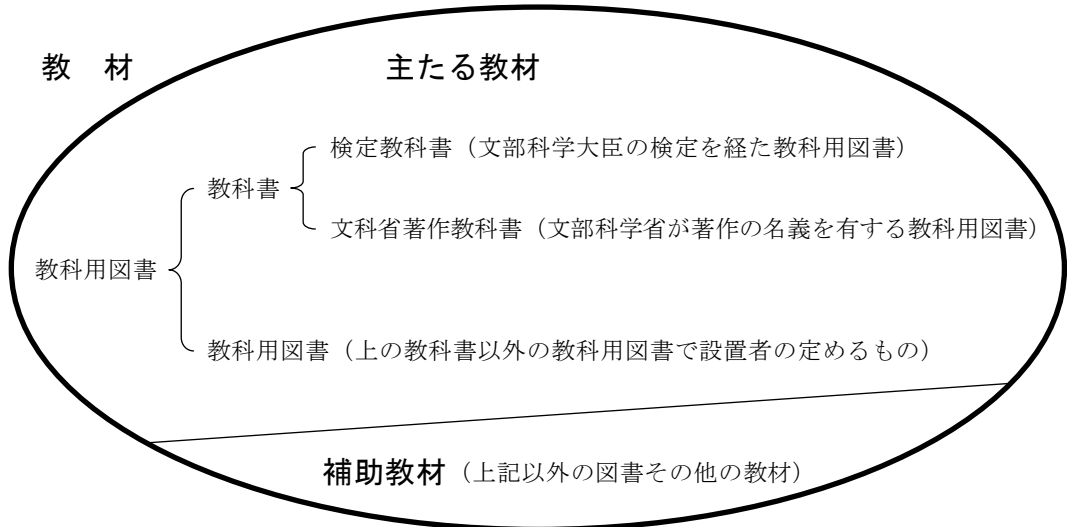 教 材
主たる教材
検定教科書（文部科学大臣の検定を経た教科用図書）
教科書
文科省著作教科書（文部科学省が著作の名義を有する教科用図書）
教科用図書
教科用図書（上の教科書以外の教科用図書で設置者の定めるもの）
補助教材（上記以外の図書その他の教材）